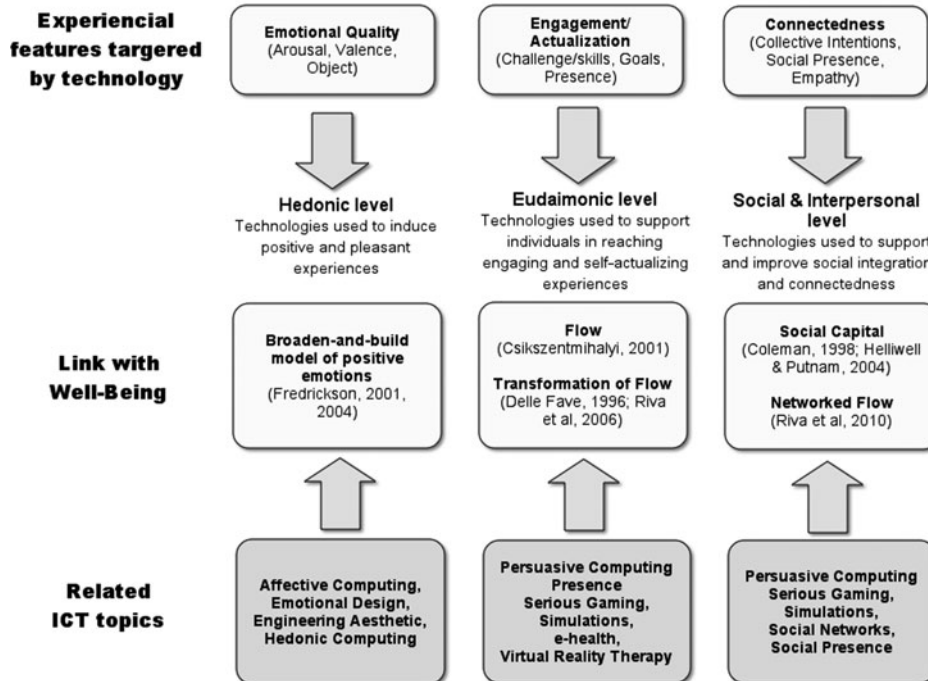 Experiencial
features targered
by technology
Emotional Quality
(Arousal, Valence,
Object)
Engagement/
Actualization
(Challenge/skills, Goals,
Presence)
Connectedness
(Collective Intentions,
Social Presence,
Empathy)
Hedonic level
Technologies used to induce
positive and pleasant
experiences
Eudaimonic level
Technologies used to support
individuals in reaching
engaging and self-actualizing
experiences
Social & Interpersonal
level
Technologies used to support
and improve social integration
and connectedness
Link with
Well-Being
Broaden-and-build
model of positive
emotions
(Fredrickson, 2001,
2004)
Flow
(Csikszentmihalyi, 2001)
Transformation of Flow
(Delle Fave, 1996; Riva
et al, 2006)
Social Capital
(Coleman, 1998; Helliwell
& Putnam, 2004)
Networked Flow
(Riva et al, 2010)
Related
ICT topics
Affective Computing,
Emotional Design,
Engineering Aesthetic,
Hedonic Computing
Persuasive Computing
Presence
Serious Gaming,
Simulations,
e-health,
Virtual Reality Therapy
Persuasive Computing
Serious Gaming,
Simulations,
Social Networks,
Social Presence